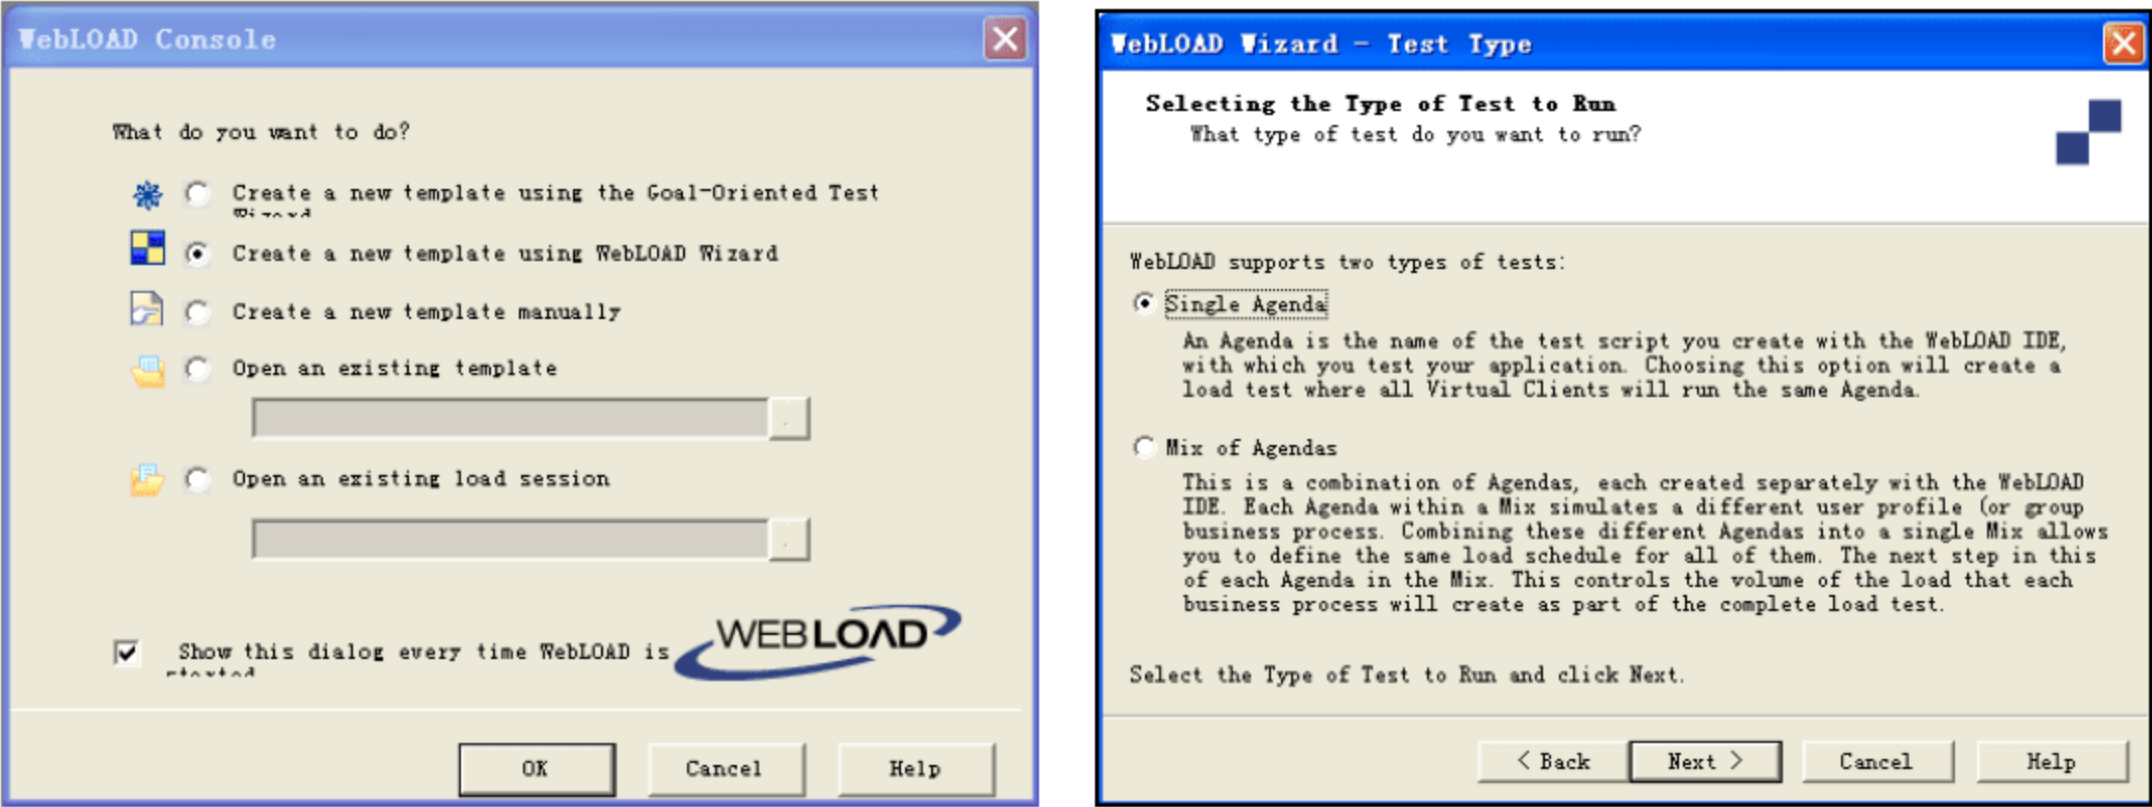 WebLOAD Console
What do you want to do?
Create a new template using the Goal-Oriented Test
Wizard
Create a new template using WebLOAD Wizard
Create a new template manually
Open an existing template
Open an existing load session
Show this dialog every time WebLOAD is
started
WEBLOAD
OK
Cancel
Help
WebLOAD Wizard - Test Type
Selecting the Type of Test to Run
What type of test do you want to run?
WebLOAD supports two types of tests:
Single Agenda
An Agenda is the name of the test script you create with the WebLOAD IDE,
with which you test your application. Choosing this option will create a
load test where all Virtual Clients will run the same Agenda.
Mix of Agendas
This is a combination of Agendas, each created separately with the WebLOAD
IDE. Each Agenda within a Mix simulates a different user profile (or group
business process. Combining these different Agendas into a single Mix allows
you to define the same load schedule for all of them. The next step in this
of each Agenda in the Mix. This controls the volume of the load that each
business process will create as part of the complete load test.
Select the Type of Test to Run and click Next.
< Back
Next >
Cancel
Help